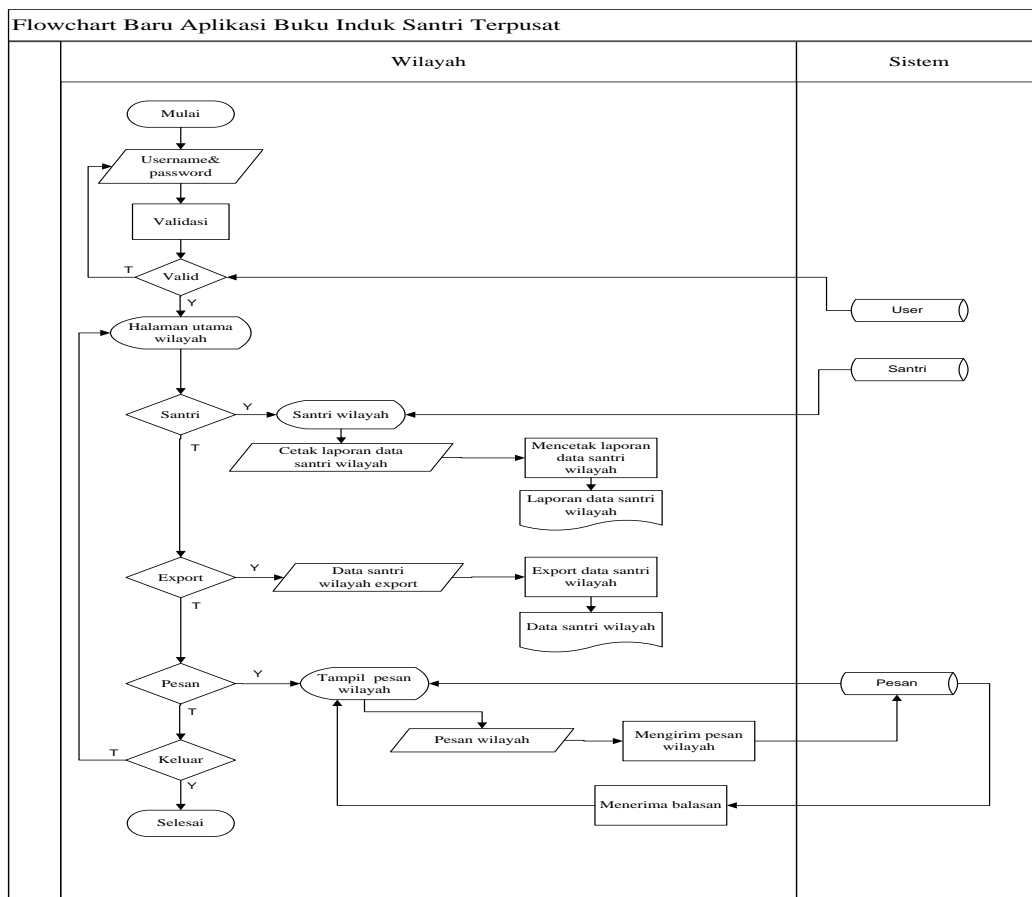 Flowchart Baru Aplikasi Buku Induk Santri Terpusat
Wilayah
Sistem
Mulai
Username&
password
Validasi
T
Valid
Y
User
Halaman utama
wilayah
Santri
Santri
Y
Santri wilayah
T
Cetak laporan data
santri wilayah
Mencetak laporan
data santri
wilayah
Laporan data santri
wilayah
Export
Y
Data santri
wilayah export
Export data santri
wilayah
T
Data santri wilayah
Pesan
Y
Tampil pesan
wilayah
Pesan
T
Pesan wilayah
Mengirim pesan
wilayah
T
Keluar
Y
Menerima balasan
Selesai